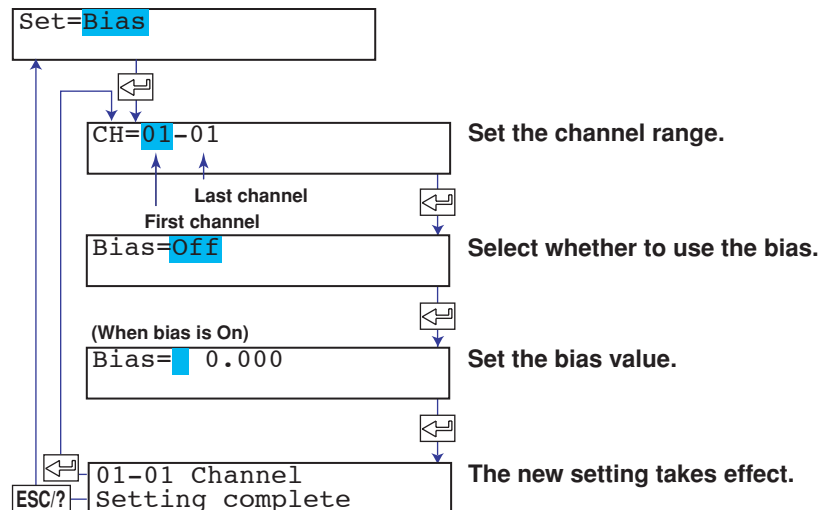 Set=Bias
CH=01-01
Set the channel range.
Last channel
First channel
Bias=Off
Select whether to use the bias.
(When bias is On)
Bias= 0.000
Set the bias value.
01-01 Channel
Setting complete
The new setting takes effect.
ESC/?